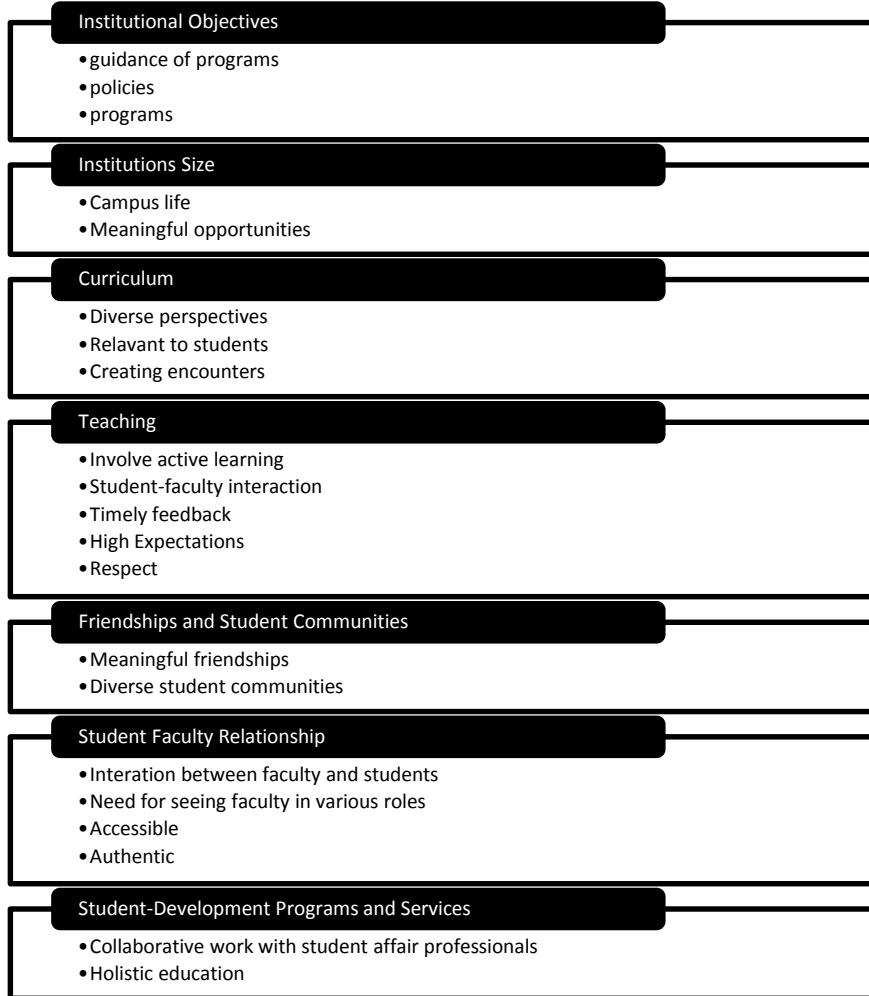 Institutional Objectives
•guidance of programs
•policies
•programs
Institutions Size
•Campus life
•Meaningful opportunities
Curriculum
•Diverse perspectives
•Relavant to students
•Creating encounters
Teaching
•Involve active learning
•Student-faculty interaction
•Timely feedback
•High Expectations
•Respect
Friendships and Student Communities
•Meaningful friendships
•Diverse student communities
Student Faculty Relationship
•Interation between faculty and students
•Need for seeing faculty in various roles
•Accessible
•Authentic
Student-Development Programs and Services
•Collaborative work with student affair professionals
•Holistic education